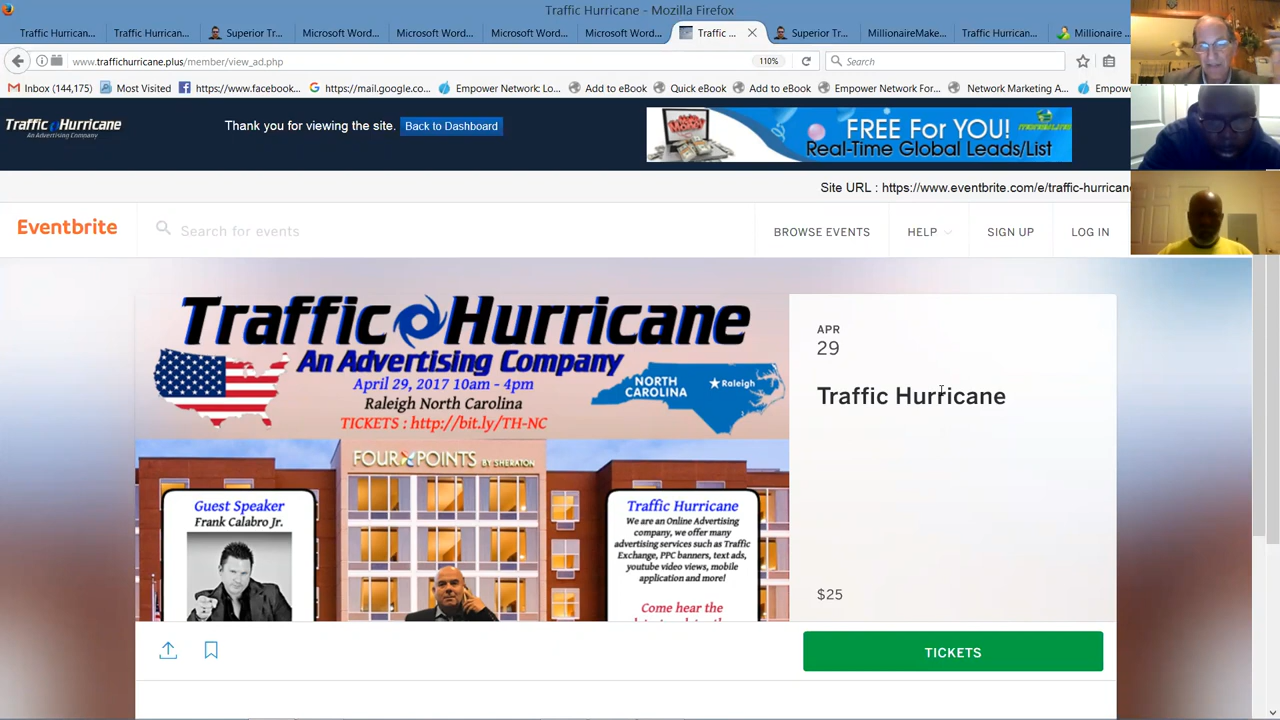 Traffic Hurricane - Mozilla Firefox
Traffic Hurrican...
Traffic Hurrican...
Superior Tr...
Microsoft Word...
Microsoft Word...
Microsoft Word...
Microsoft Word...
Traffic ...
Superior Tr...
MillionaireMake...
Traffic Hurrican...
Millionaire
www.traffichurricane.plus/member/view_ad.php
110%
Search
Inbox (144,175)
Most Visited
https://www.facebook...
https://mail.google.co...
Empower Network: Lo...
Add to eBook
Quick eBook
Add to eBook
Empower Network For...
Network Marketing A...
Empowe
Traffic Hurricane
An Advertising Company
Thank you for viewing the site.
Back to Dashboard
FREE For YOU!
Real-Time Global Leads/List
Site URL : https://www.eventbrite.com/e/traffic-hurrican
Eventbrite
Search for events
BROWSE EVENTS
HELP
SIGN UP
LOG IN
Traffic Hurricane
An Advertising Company
April 29, 2017 10am - 4pm
Raleigh North Carolina
TICKETS : http://bit.ly/TH-NC
NORTH
CAROLINA
Raleigh
FOUR POINTS BY SHERATON
Guest Speaker
Frank Calabro Jr.
Traffic Hurricane
We are an Online Advertising
company, we offer many
advertising services such as Traffic
Exchange, PPC banners, text ads,
youtube video views, mobile
application and more!
Come hear the
APR
29
Traffic Hurricane
$25
TICKETS